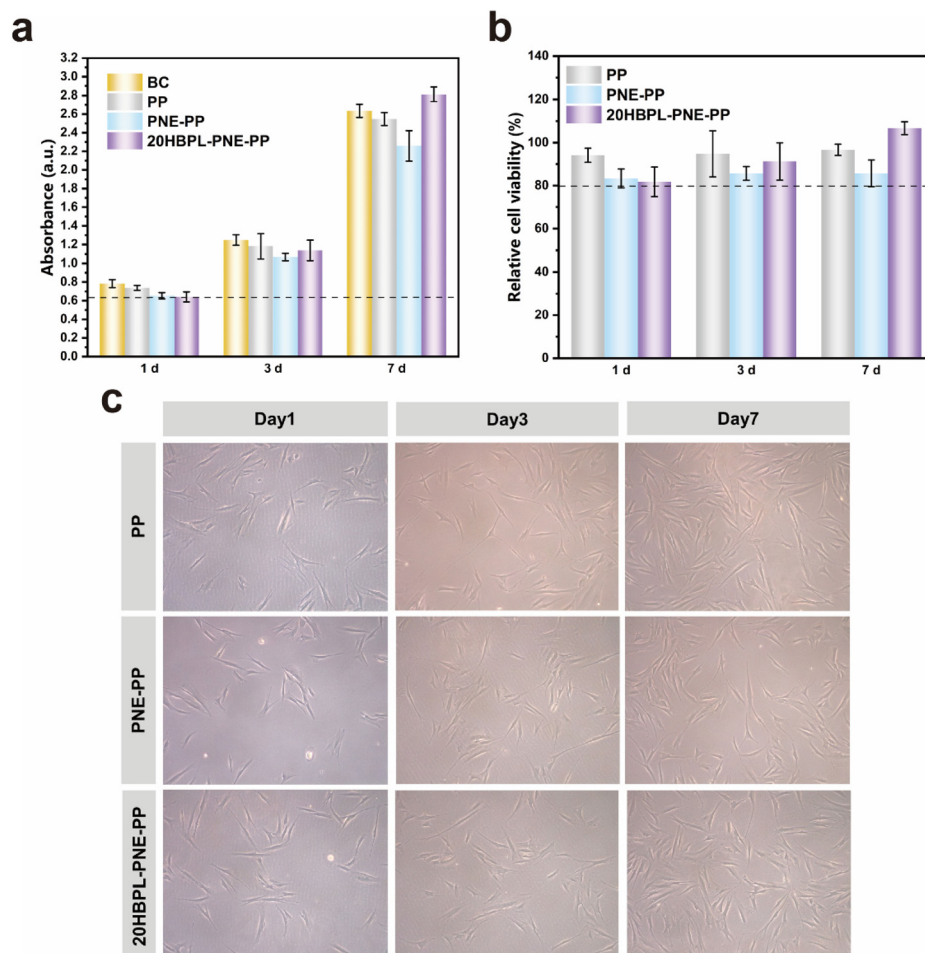 a
Absorbance (a.u.)
3.2
3.0
2.8
2.6
2.4
2.2
2.0
1.8
1.6
1.4
1.2
1.0
0.8
0.6
0.4
0.2
0.0
BC
PP
PNE-PP
20HBPL-PNE-PP
1 d
3 d
7 d
b
Relative cell viability (%)
140
120
100
80
60
40
20
0
PP
PNE-PP
20HBPL-PNE-PP
1 d
3 d
7 d
c
Day1
Day3
Day7
PP
PNE-PP
20HBPL-PNE-PP